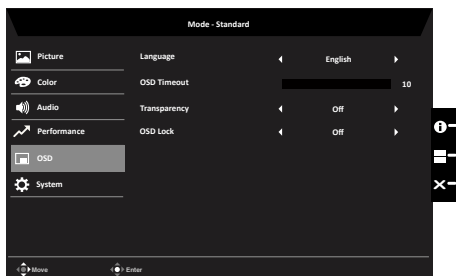 Mode - Standard
Picture
Language
English
Color
OSD Timeout
10
Audio
Transparency
Off
Performance
OSD Lock
Off
OSD
System
Move
Enter